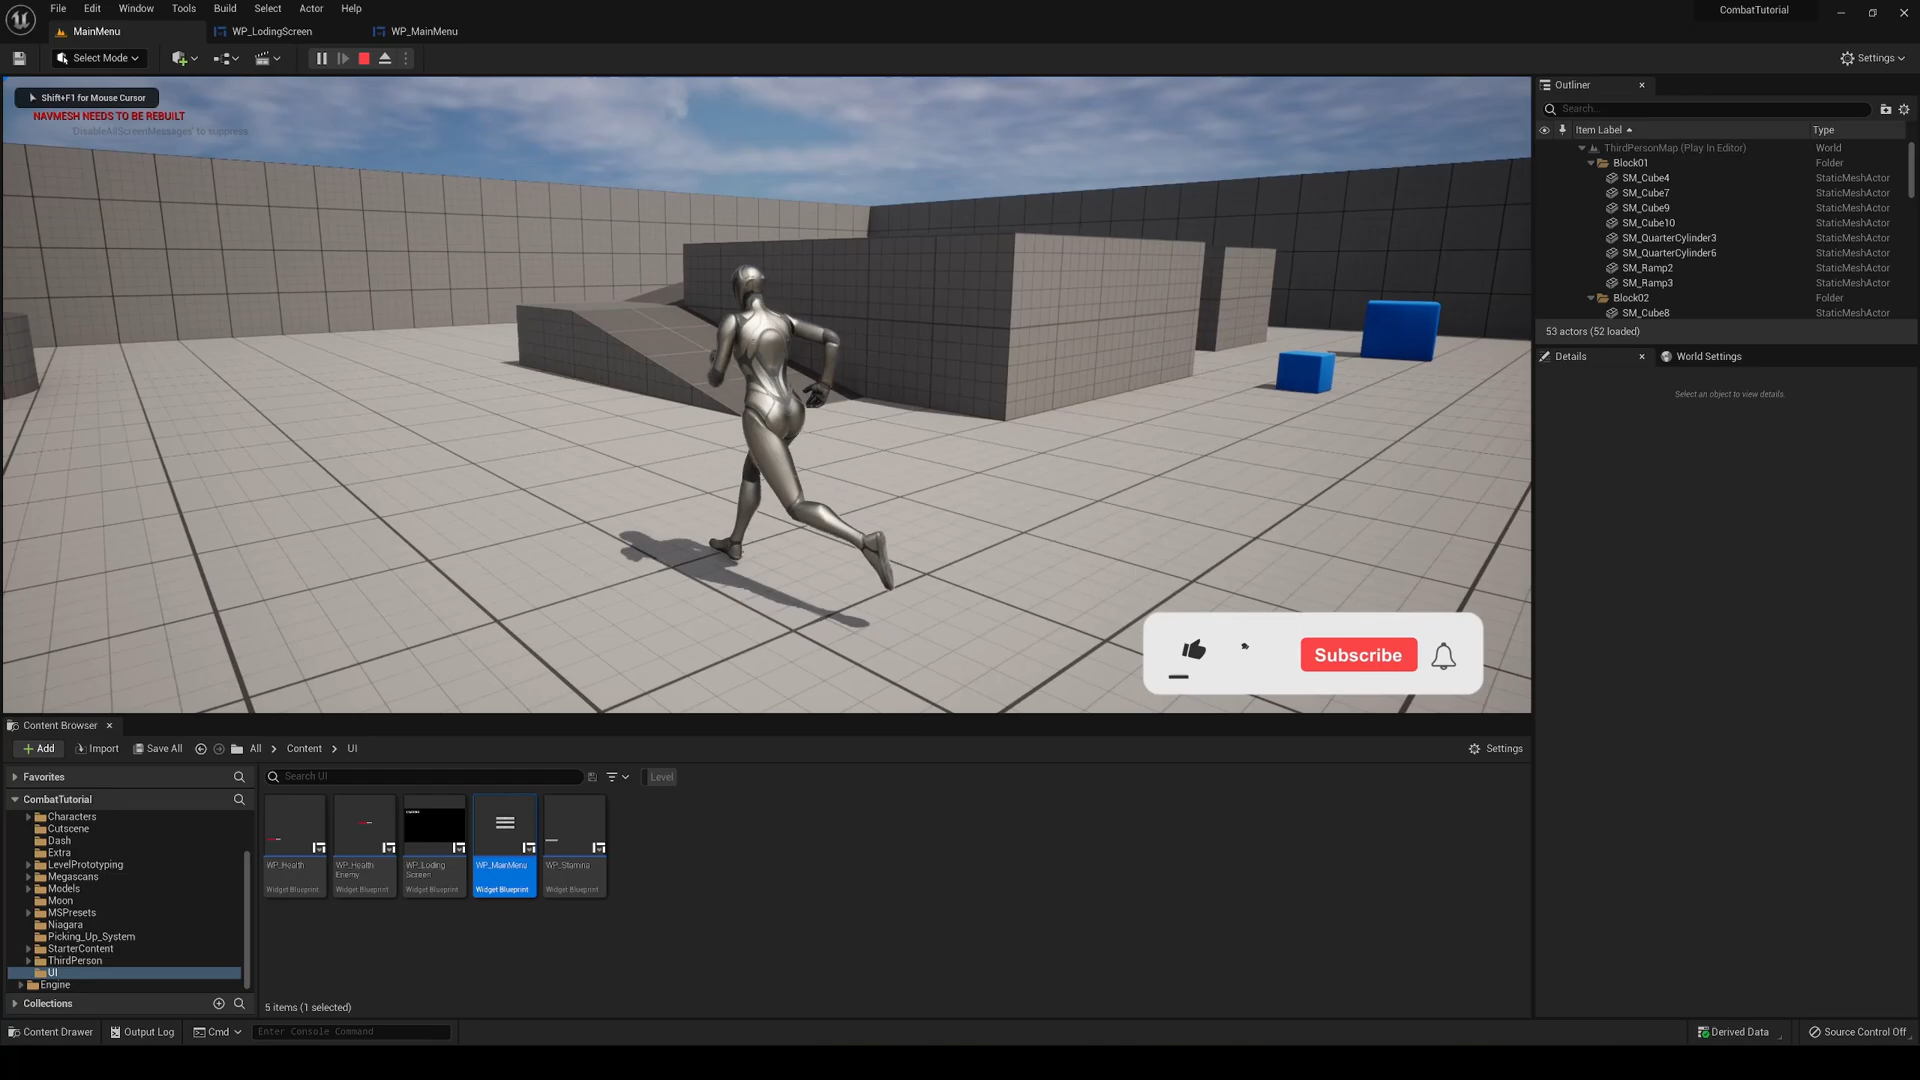 File Edit Window Tools Build Select Actor Help
CombatTutorial
MainMenu
WP_LodingScreen
WP_MainMenu
Select Mode
Settings
Shift+F1 for Mouse Cursor
NAVMESH NEEDS TO BE REBUILT
'DisableAllScreenMessages' to suppress
Subscribe
Outliner
Search...
Item Label Type
ThirdPersonMap (Play In Editor) World
Block01 Folder
SM_Cube4 StaticMeshActor
SM_Cube7 StaticMeshActor
SM_Cube9 StaticMeshActor
SM_Cube10 StaticMeshActor
SM_QuarterCylinder3 StaticMeshActor
SM_QuarterCylinder6 StaticMeshActor
SM_Ramp2 StaticMeshActor
SM_Ramp3 StaticMeshActor
Block02 Folder
SM_Cube8 StaticMeshActor
53 actors (52 loaded)
Details
World Settings
Select an object to view details.
Content Browser
Add Import Save All All Content UI
Settings
Favorites
CombatTutorial
Characters
Cutscene
Dash
Extra
LevelPrototyping
Megascans
Models
Moon
MSPresets
Niagara
Picking_Up_System
StarterContent
ThirdPerson
UI
Engine
Collections
Search UI
Level
WP_Health
Widget Blueprint
WP_Health
Enemy
Widget Blueprint
WP_Loding
Screen
Widget Blueprint
WP_MainMenu
Widget Blueprint
WP_Stamina
Widget Blueprint
5 items (1 selected)
Content Drawer Output Log Cmd Enter Console Command
Derived Data Source Control Off